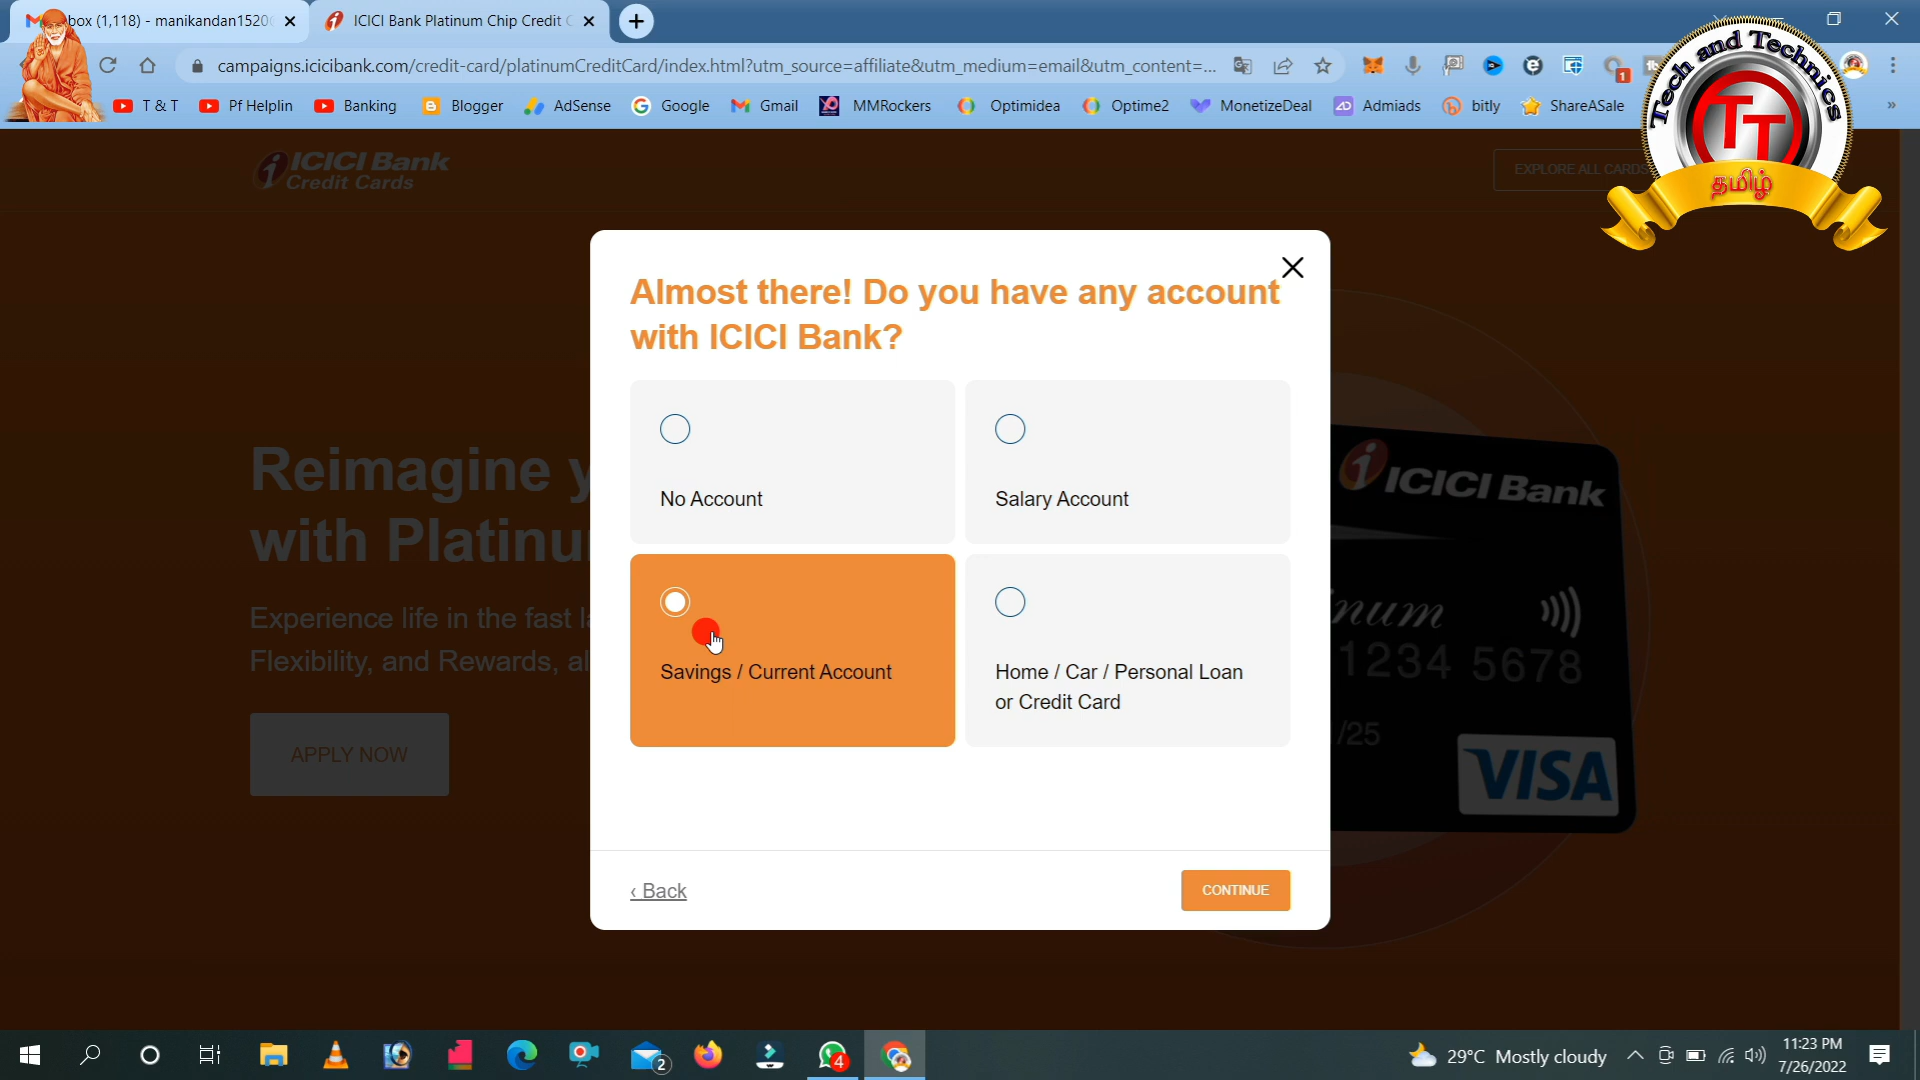 box (1,118) - manikandan1520
ICICI Bank Platinum Chip Credit C
campaigns.icicibank.com/credit-card/platinumCreditCard/index.html?utm_source=affiliate&utm_medium=email&utm_content=...
1
T & T
Pf Helplin
Banking
Blogger
AdSense
Google
Gmail
MMRockers
Optimidea
Optime2
MonetizeDeal
Admiads
bitly
ShareASale
»
Tech and Technics
TT
தமிழ்
ICICI Bank
Credit Cards
EXPLORE ALL CARDS
Almost there! Do you have any account
with ICICI Bank?
No Account
Salary Account
Savings / Current Account
Home / Car / Personal Loan
or Credit Card
‹ Back
CONTINUE
Reimagine y
with Platinu
Experience life in the fast l
Flexibility, and Rewards, al
APPLY NOW
ICICI Bank
inum
1234 5678
/25
VISA
2
4
29°C Mostly cloudy
11:23 PM
7/26/2022